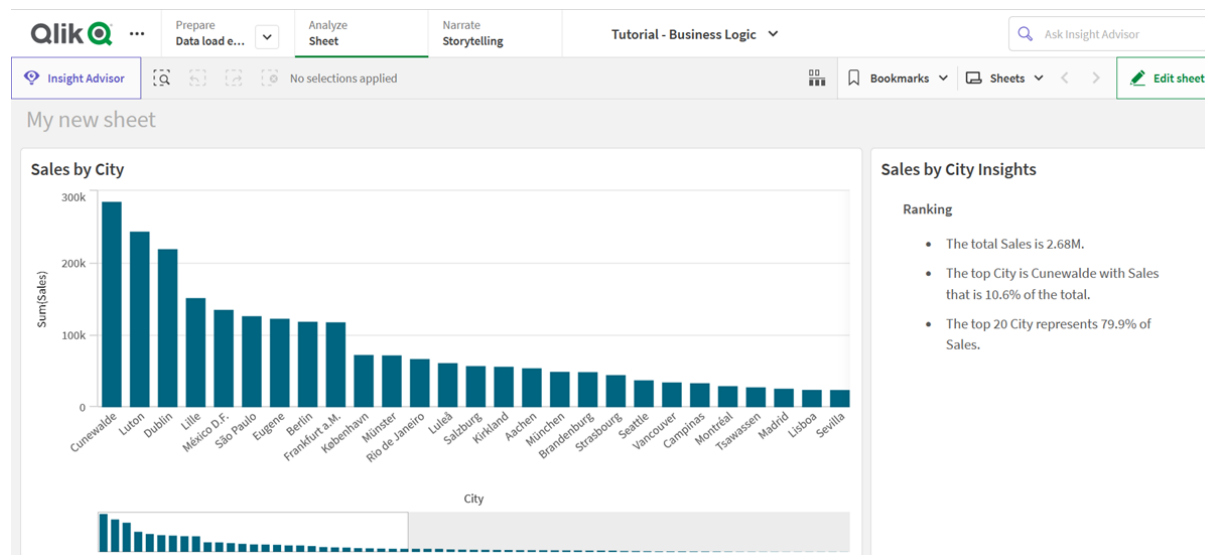 Qlik
Prepare
Data load e...
Analyze
Sheet
Narrate
Storytelling
Tutorial - Business Logic
Ask Insight Advisor
Insight Advisor
No selections applied
Bookmarks
Sheets
Edit sheet
My new sheet
Sales by City
300k
200k
100k
0
Sum(Sales)
Cunewalde
Luton
Dublin
Lille
México D.F.
São Paulo
Eugene
Berlin
Frankfurt a.M.
København
Münster
Rio de Janeiro
Luleå
Salzburg
Kirkland
Aachen
München
Brandenburg
Strasbourg
Seattle
Vancouver
Campinas
Montréal
Tsawassen
Madrid
Lisboa
Sevilla
City
Sales by City Insights
Ranking
• The total Sales is 2.68M.
• The top City is Cunewalde with Sales
that is 10.6% of the total.
• The top 20 City represents 79.9% of
Sales.